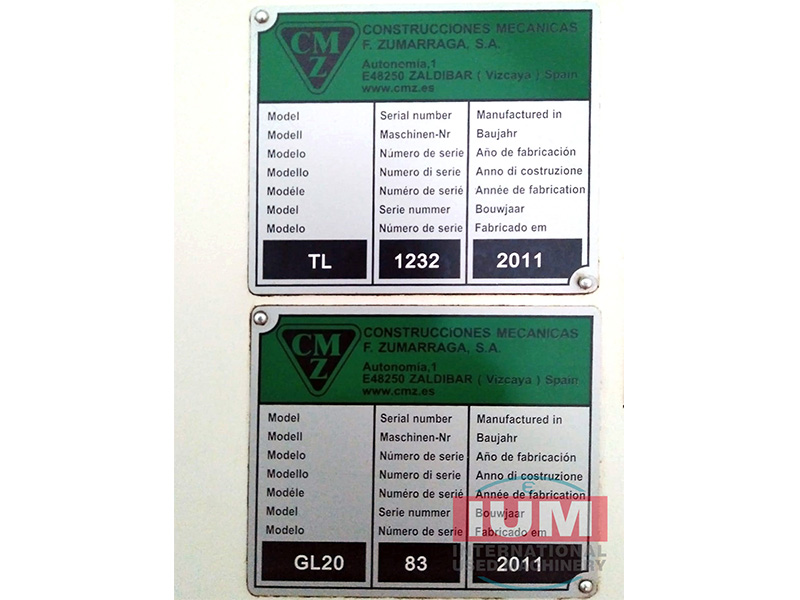 CMZ
CONSTRUCCIONES MECANICAS
F. ZUMARRAGA, S.A.
Autonomia,1
E48250 ZALDIBAR ( Vizcaya ) Spain
www.cmz.es
Model Serial number Manufactured in
Modell Maschinen-Nr Baujahr
Modelo Número de serie Año de fabricación
Modello Numero di serie Anno di costruzione
Modéle Numéro de serié Année de fabrication
Model Serie nummer Bouwjaar
Modelo Número de serie Fabricado em
TL 1232 2011
CMZ
CONSTRUCCIONES MECANICAS
F. ZUMARRAGA, S.A.
Autonomia,1
E48250 ZALDIBAR ( Vizcaya ) Spain
www.cmz.es
Model Serial number Manufactured in
Modell Maschinen-Nr Baujahr
Modelo Número de serie Año de fabricación
Modello Numero di serie Anno di costruzione
Modéle Numéro de serié Année de fabrication
Model Serie nummer Bouwjaar
Modelo Número de serie Fabricado em
GL20 83 2011
IUM
INTERNATIONAL
USED MACHINERY